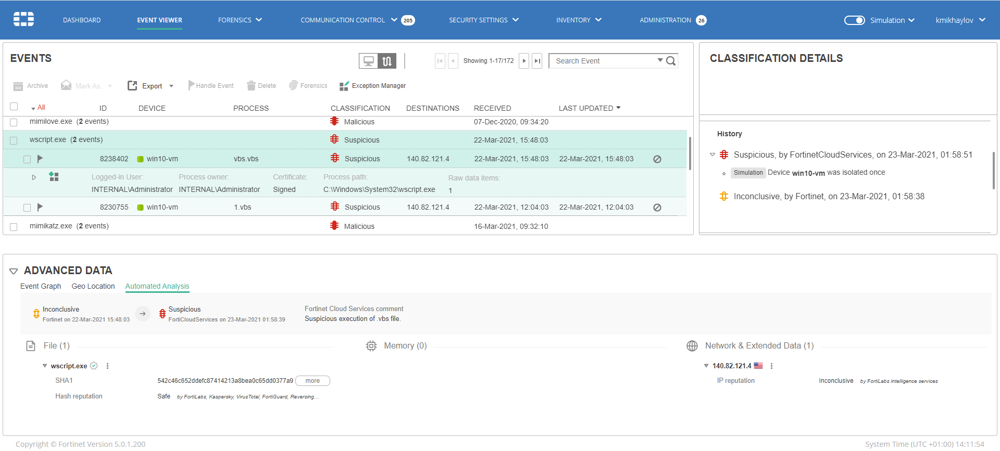 DASHBOARD EVENT VIEWER FORENSICS COMMUNICATION CONTROL 205 SECURITY SETTINGS INVENTORY ADMINISTRATION 26 Simulation kmikhaylov
EVENTS
Showing 1-17/172 Search Event
Archive Mark As.. Export Handle Event Delete Forensics Exception Manager
All ID DEVICE PROCESS CLASSIFICATION DESTINATIONS RECEIVED LAST UPDATED
mimilove.exe (2 events) Malicious 07-Dec-2020, 09:34:20
wscript.exe (2 events) Suspicious 22-Mar-2021, 15:48:03
8238402 win10-vm vbs.vbs Suspicious 140.82.121.4 22-Mar-2021, 15:48:03 22-Mar-2021, 15:48:03
Logged-in User: Process owner: Certificate: Process path: Raw data items:
INTERNAL\Administrator INTERNAL\Administrator Signed C:\Windows\System32\wscript.exe 1
8230755 win10-vm 1.vbs Suspicious 140.82.121.4 22-Mar-2021, 12:04:03 22-Mar-2021, 12:04:03
mimikatz.exe (2 events) Malicious 16-Mar-2021, 09:32:10
CLASSIFICATION DETAILS
History
Suspicious, by FortinetCloudServices, on 23-Mar-2021, 01:58:51
Simulation Device win10-vm was isolated once
Inconclusive, by Fortinet, on 23-Mar-2021, 01:58:38
ADVANCED DATA
Event Graph Geo Location Automated Analysis
Inconclusive Suspicious Fortinet Cloud Services comment
Fortinet on 22-Mar-2021 15:48:03 FortiCloudServices on 23-Mar-2021 01:58:39 Suspicious execution of .vbs file.
File (1) Memory (0) Network & Extended Data (1)
wscript.exe 140.82.121.4
SHA1 542c46c652ddefc87414213a8bea0c65dd0377a9 more IP reputation Inconclusive by FortiLabs intelligence services
Hash reputation Safe by FortiLabs, Kaspersky, VirusTotal, FortiGuard, Reversing...
Copyright © Fortinet Version 5.0.1.200 System Time (UTC +01:00) 14:11:54